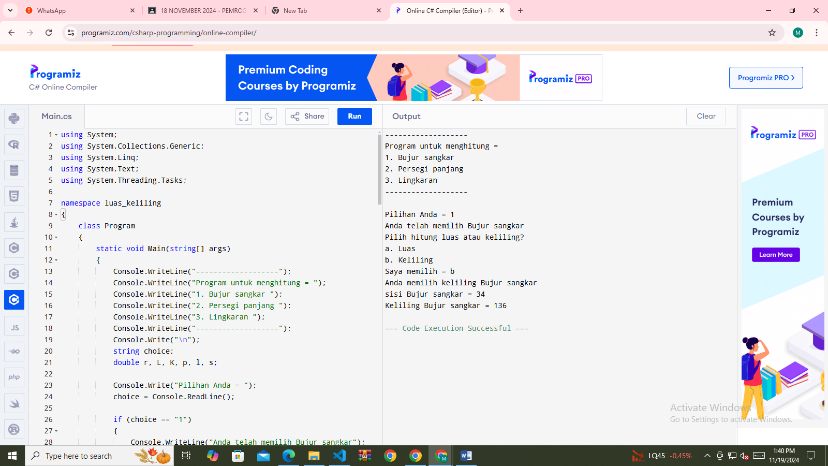 WhatsApp
18 NOVEMBER 2024 - PEMROG
New Tab
Online C# Compiler (Editor) - Pr
programiz.com/csharp-programming/online-compiler/
M
Programiz
C# Online Compiler
Premium Coding
Courses by Programiz
Programiz PRO
Programiz PRO >
Main.cs
Share
Run
Output
Clear
1 using System;
2 using System.Collections.Generic;
3 using System.Linq;
4 using System.Text;
5 using System.Threading.Tasks;
6
7 namespace luas_keliling
8 {
9 class Program
10 {
11 static void Main(string[] args)
12 {
13 Console.WriteLine("-------------------");
14 Console.WriteLine("Program untuk menghitung = ");
15 Console.WriteLine("1. Bujur sangkar ");
16 Console.WriteLine("2. Persegi panjang ");
17 Console.WriteLine("3. Lingkaran ");
18 Console.WriteLine("-------------------");
19 Console.Write("\n");
20 string choice;
21 double r, L, K, p, l, s;
22
23 Console.Write("Pilihan Anda = ");
24 choice = Console.ReadLine();
25
26 if (choice == "1")
27 {
28 Console.WriteLine("Anda telah memilih Bujur sangkar");
-------------------
Program untuk menghitung =
1. Bujur sangkar
2. Persegi panjang
3. Lingkaran
-------------------
Pilihan Anda = 1
Anda telah memilih Bujur sangkar
Pilih hitung luas atau keliling?
a. Luas
b. Keliling
Saya memilih = b
Anda memilih keliling Bujur sangkar
sisi Bujur sangkar = 34
Keliling Bujur sangkar = 136
=== Code Execution Successful ===
Programiz PRO
Premium
Courses by
Programiz
Learn More
JS
php
Activate Windows
Go to Settings to activate Windows.
Type here to search
LQ45 -0,45%
1:40 PM
11/19/2024